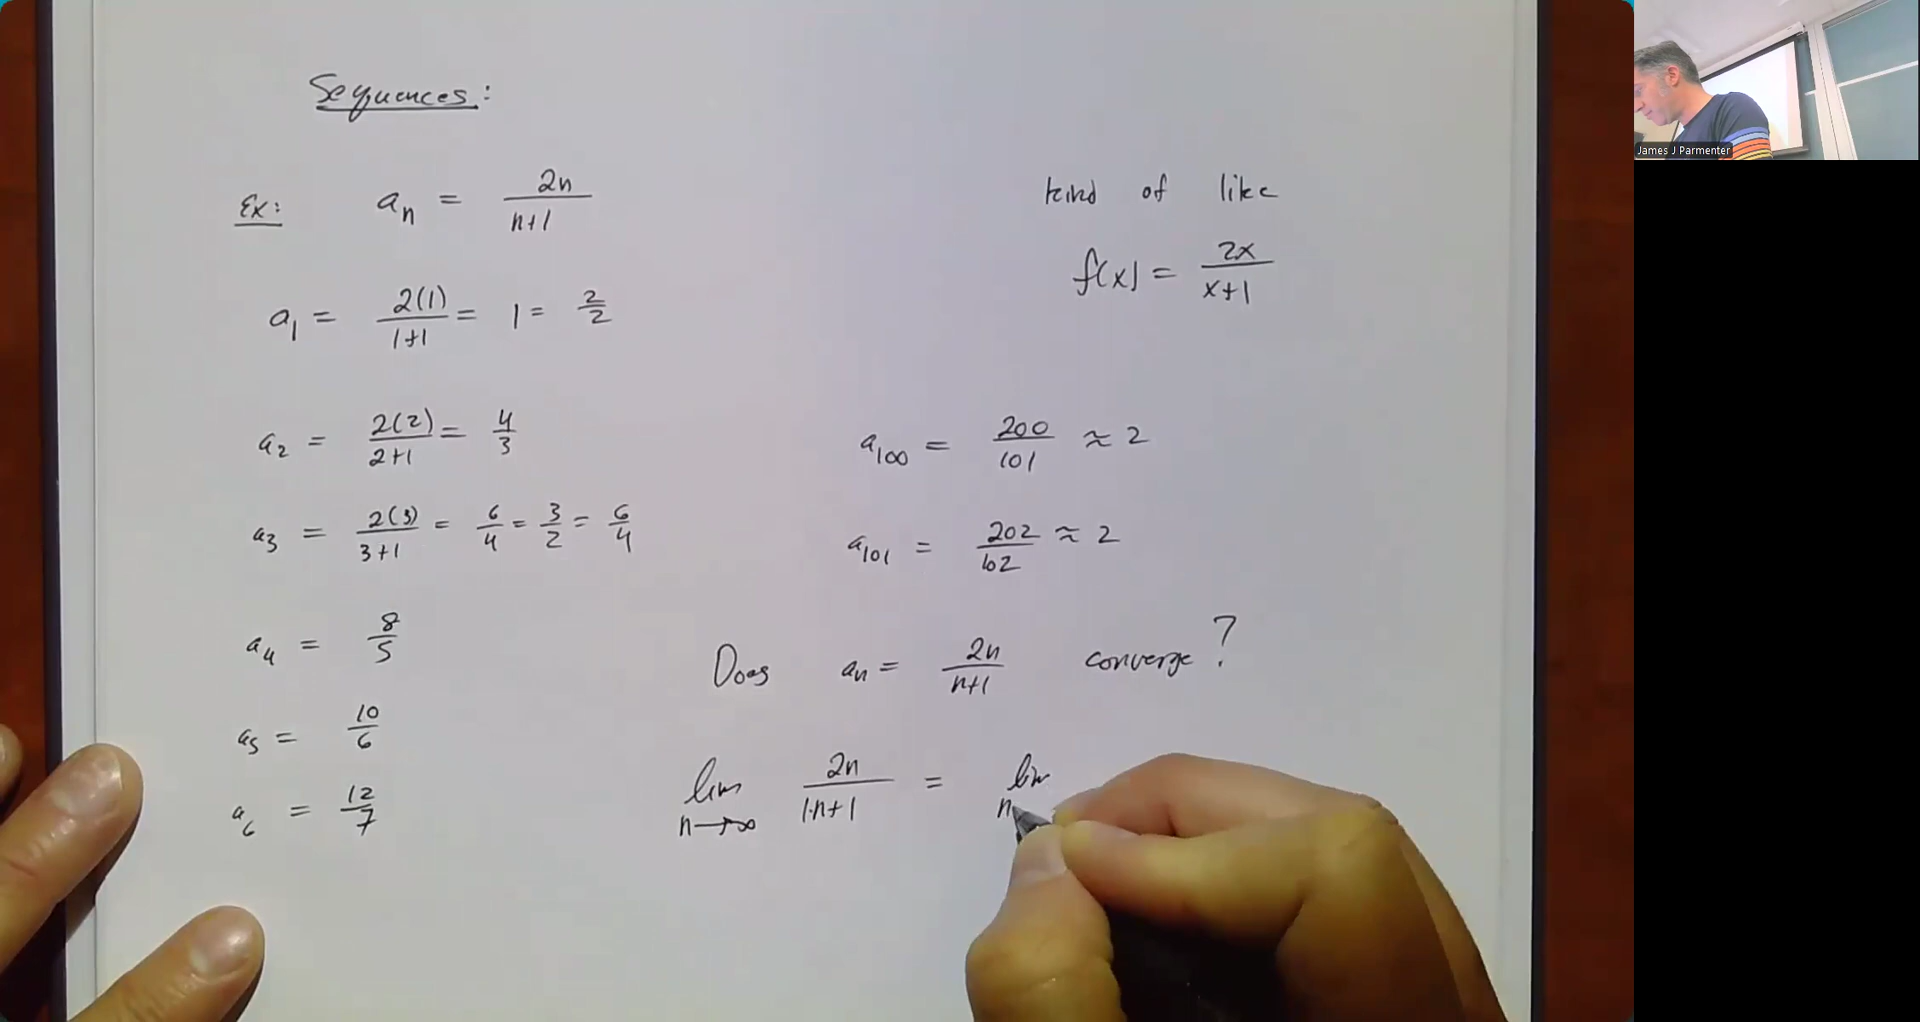 Sequences:
Ex: a_n = 2n/(n+1)
a_1 = 2(1)/(1+1) = 1 = 2/2
a_2 = 2(2)/(2+1) = 4/3
a_3 = 2(3)/(3+1) = 6/4 = 3/2 = 6/4
a_4 = 8/5
a_5 = 10/6
a_6 = 12/7
kind of like
f(x) = 2x/(x+1)
a_100 = 200/101 ≈ 2
a_101 = 202/102 ≈ 2
Does a_n = 2n/(n+1) converge?
lim n→∞ 2n/(1·n+1) = lim n
James J Parmenter